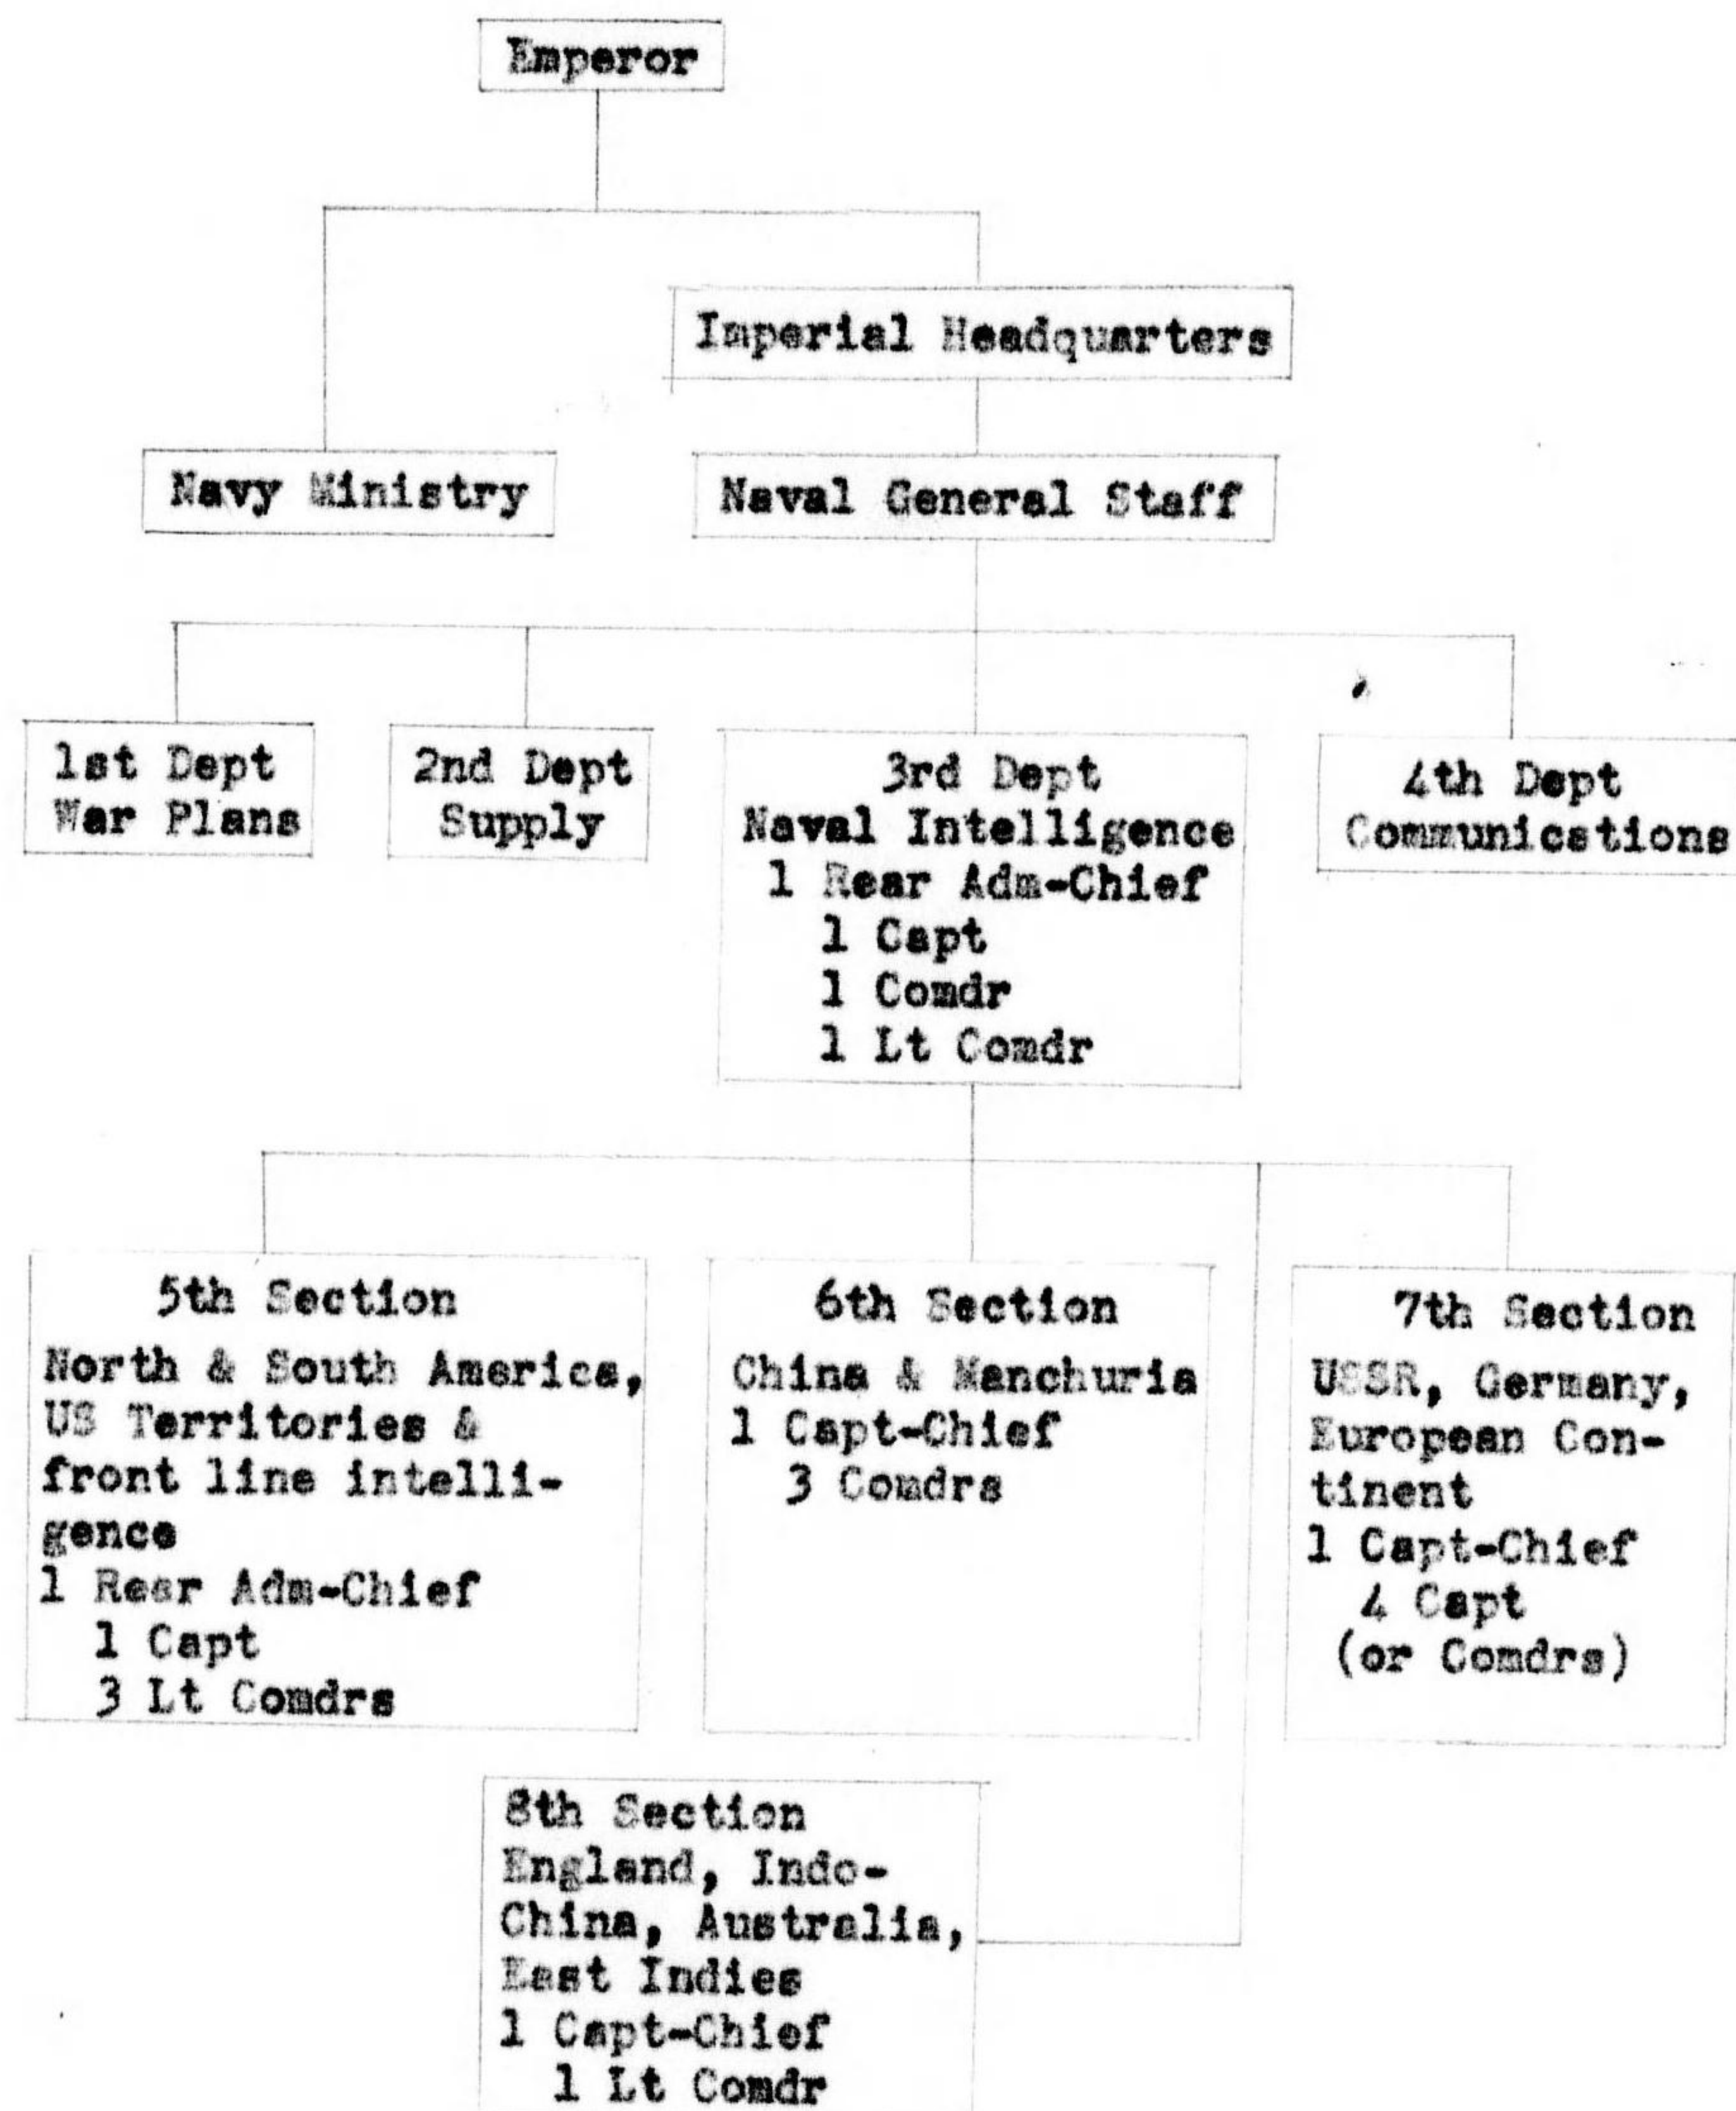 Emperor
Imperial Headquarters
Navy Ministry
Naval General Staff
1st Dept
War Plans
2nd Dept
Supply
3rd Dept
Naval Intelligence
1 Rear Adm-Chief
1 Capt
1 Comdr
1 Lt Comdr
4th Dept
Communications
5th Section
North & South America,
US Territories &
front line intelli-
gence
1 Rear Adm-Chief
1 Capt
3 Lt Comdrs
6th Section
China & Manchuria
1 Capt-Chief
3 Comdrs
7th Section
USSR, Germany,
European Con-
tinent
1 Capt-Chief
4 Capt
(or Comdrs)
8th Section
England, Indo-
China, Australia,
East Indies
1 Capt-Chief
1 Lt Comdr